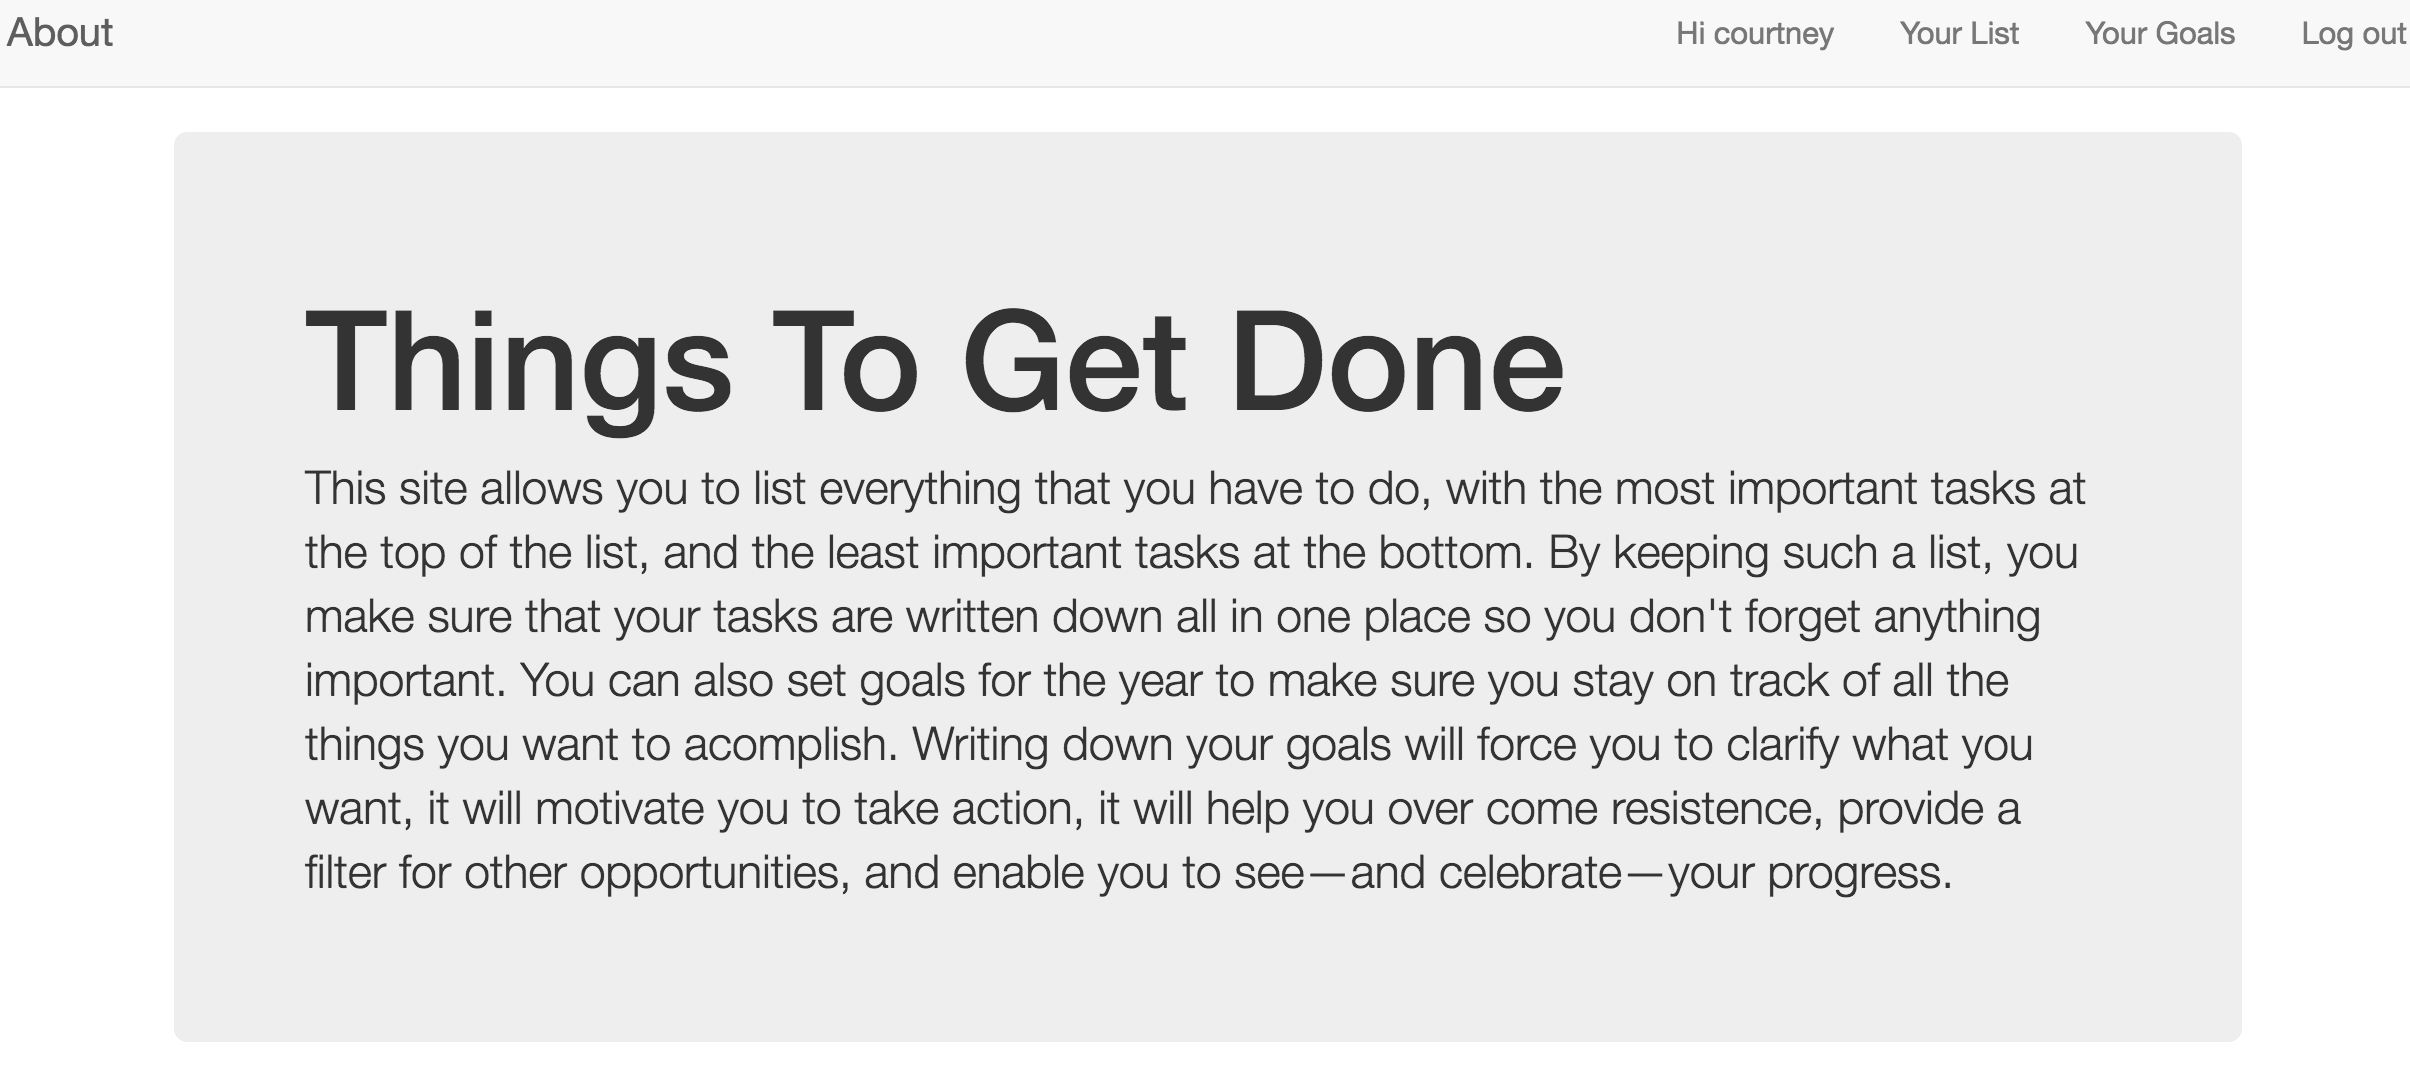 About
Hi courtney
Your List
Your Goals
Log out
Things To Get Done
This site allows you to list everything that you have to do, with the most important tasks at
the top of the list, and the least important tasks at the bottom. By keeping such a list, you
make sure that your tasks are written down all in one place so you don't forget anything
important. You can also set goals for the year to make sure you stay on track of all the
things you want to acomplish. Writing down your goals will force you to clarify what you
want, it will motivate you to take action, it will help you over come resistence, provide a
filter for other opportunities, and enable you to see—and celebrate—your progress.